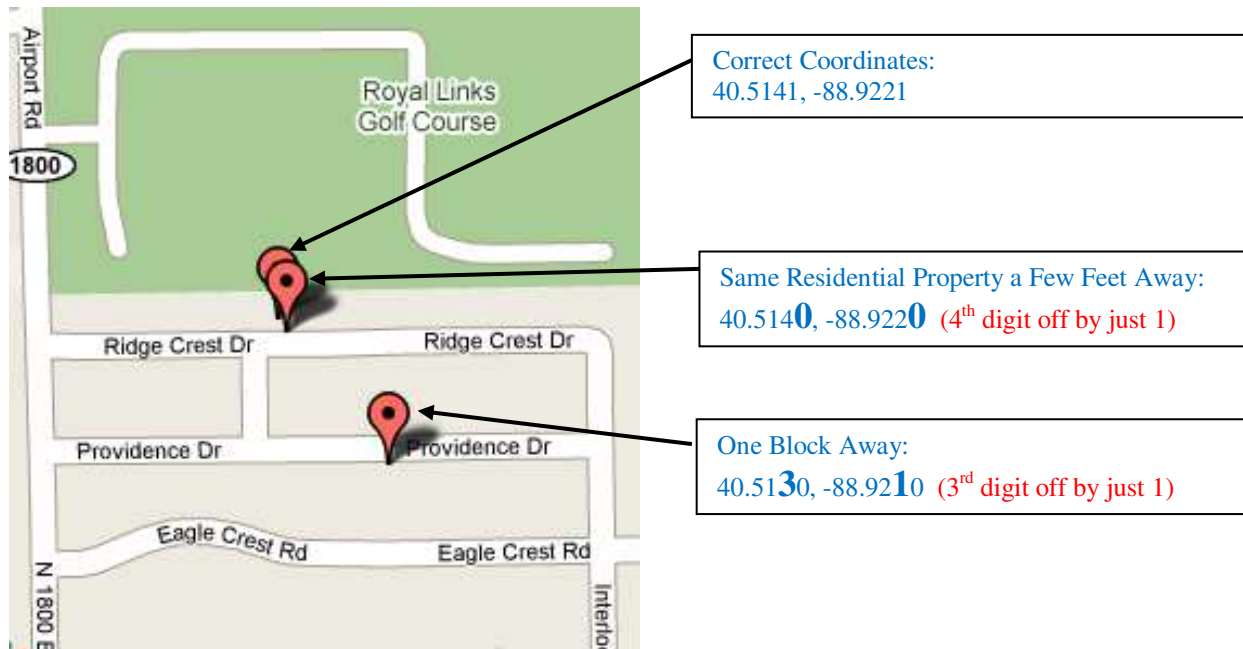 Airport Rd
1800
Royal Links
Golf Course
Ridge Crest Dr
Ridge Crest Dr
Providence Dr
Providence Dr
Eagle Crest Rd
Eagle Crest Rd
N 1800 E
Interloc
Correct Coordinates:
40.5141, -88.9221
Same Residential Property a Few Feet Away:
40.5140, -88.9220 (4th digit off by just 1)
One Block Away:
40.5130, -88.9210 (3rd digit off by just 1)